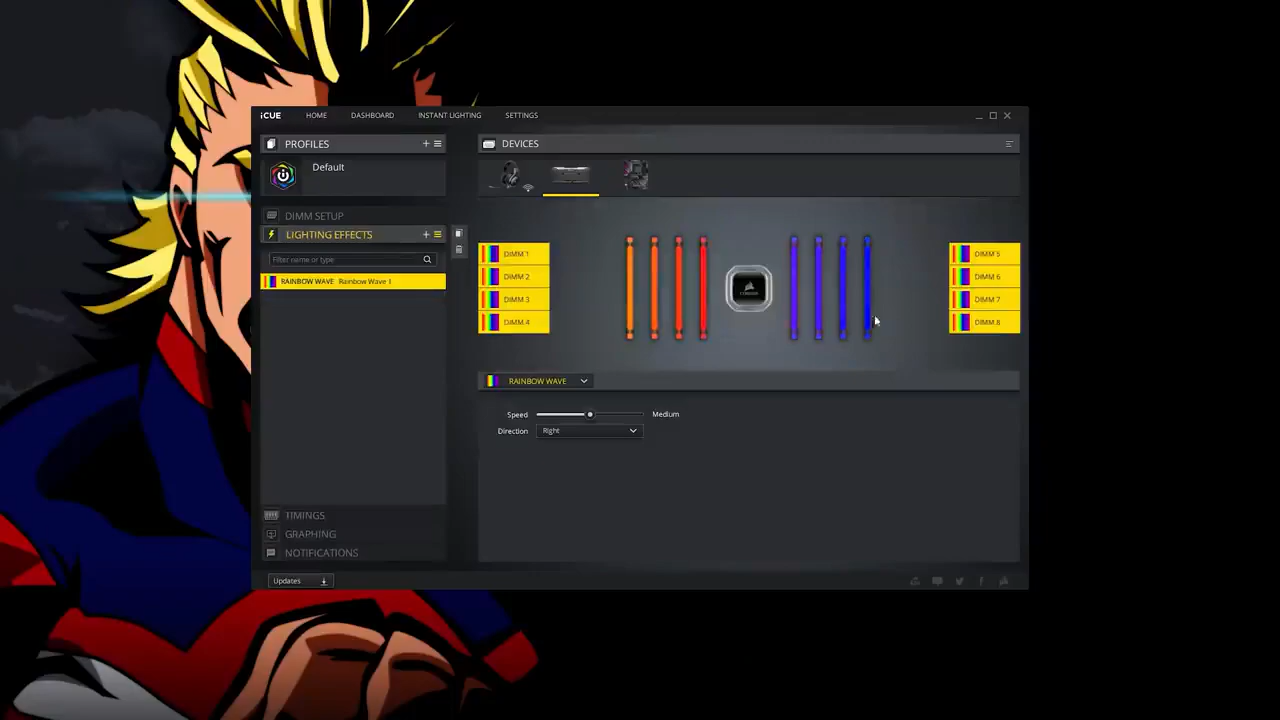 iCUE HOME DASHBOARD INSTANT LIGHTING SETTINGS
PROFILES
Default
DIMM SETUP
LIGHTING EFFECTS
Filter name or type
RAINBOW WAVE Rainbow Wave 1
TIMINGS
GRAPHING
NOTIFICATIONS
Updates
DEVICES
DIMM 1
DIMM 2
DIMM 3
DIMM 4
CORSAIR
DIMM 5
DIMM 6
DIMM 7
DIMM 8
RAINBOW WAVE
Speed Medium
Direction Right